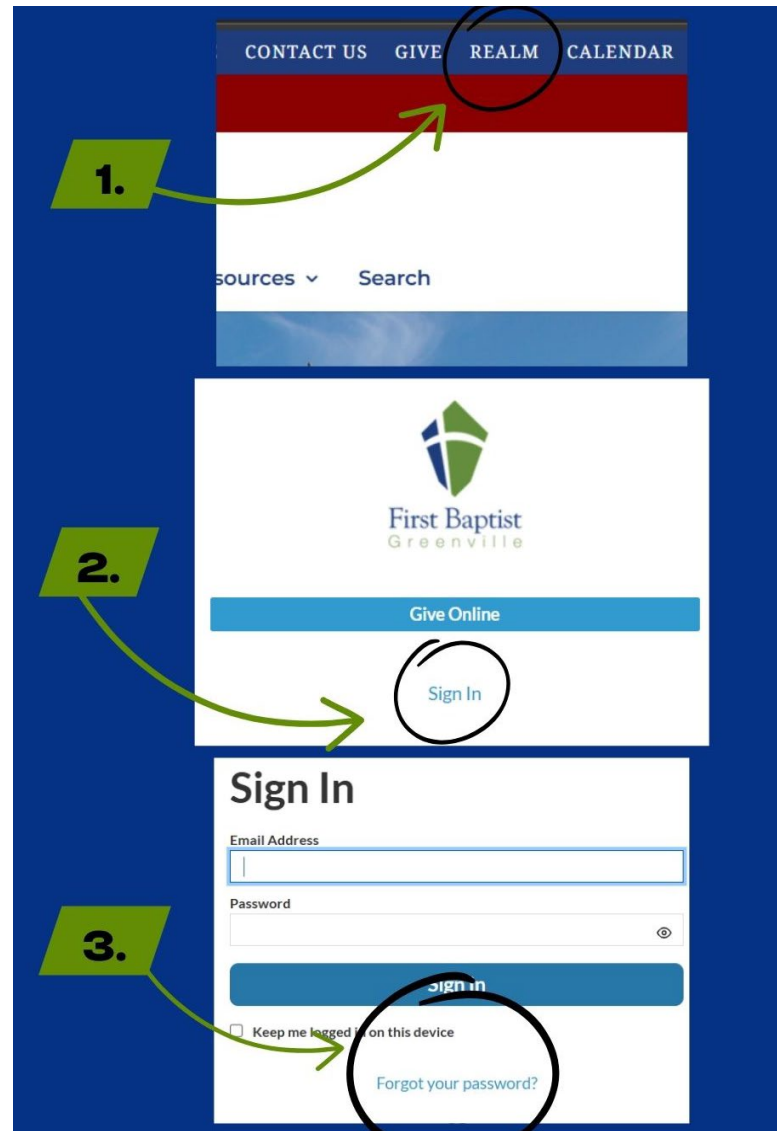 CONTACT US GIVE REALM CALENDAR
1.
sources Search
First Baptist
Greenville
2.
Give Online
Sign In
Sign In
Email Address
Password
3.
Sign In
Keep me logged in on this device
Forgot your password?